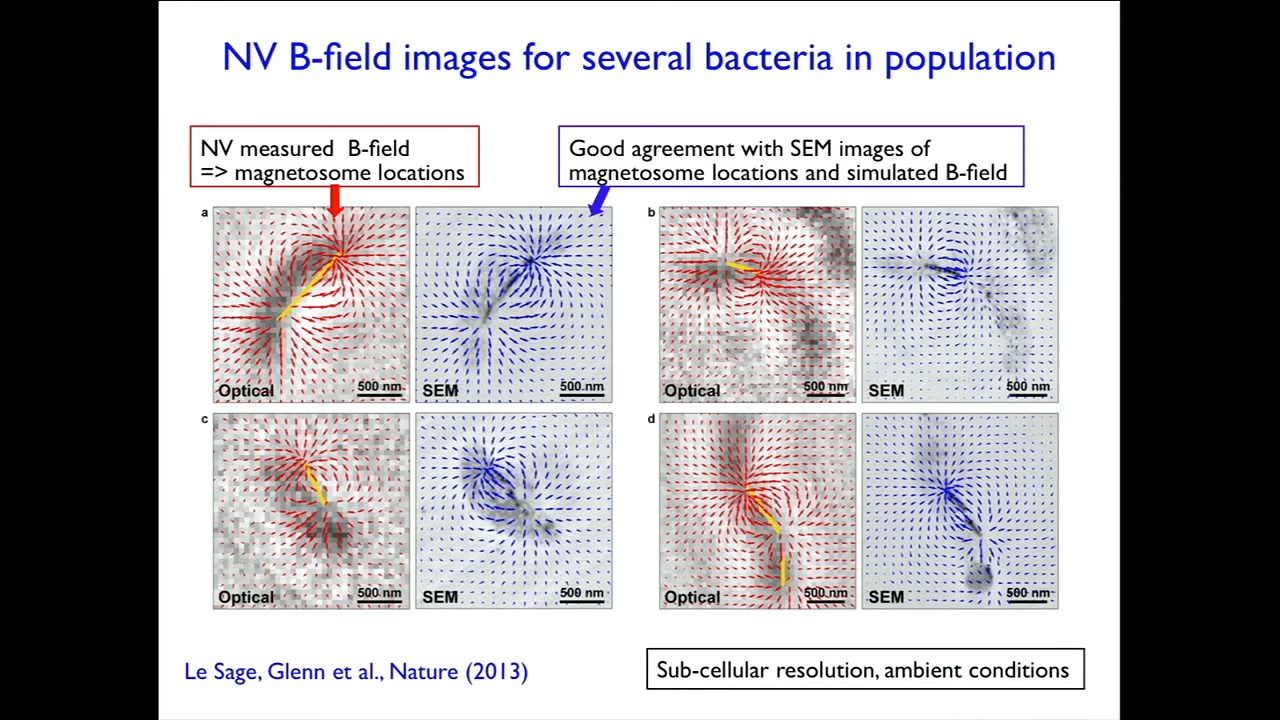 NV B-field images for several bacteria in population
NV measured B-field
=> magnetosome locations
Good agreement with SEM images of
magnetosome locations and simulated B-field
a
Optical
500 nm
SEM
500 nm
b
Optical
500 nm
SEM
500 nm
c
Optical
500 nm
SEM
500 nm
d
Optical
500 nm
SEM
500 nm
Le Sage, Glenn et al., Nature (2013)
Sub-cellular resolution, ambient conditions